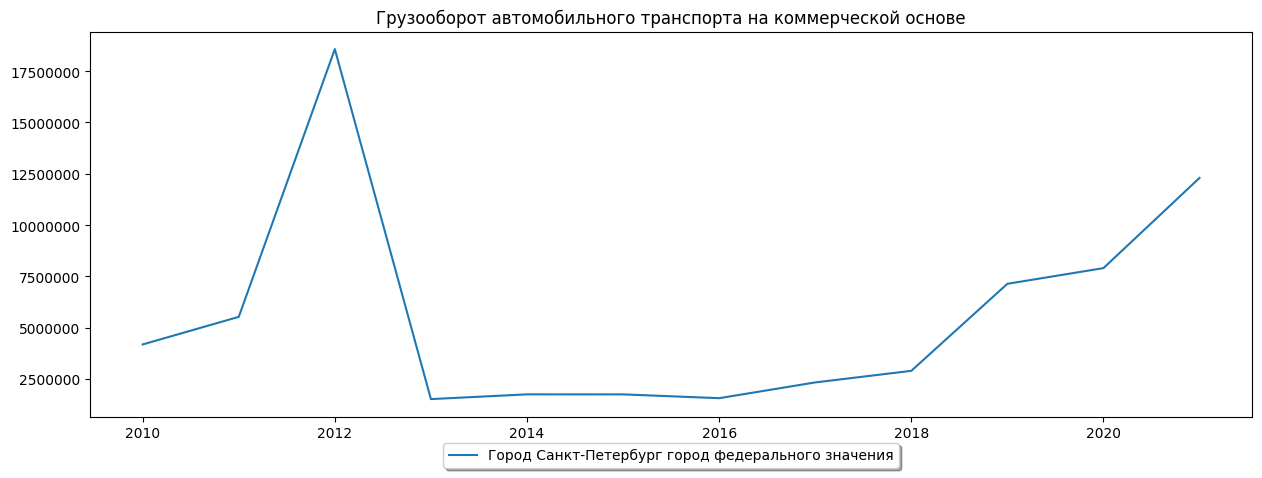 Грузооборот автомобильного транспорта на коммерческой основе
17500000
15000000
12500000
10000000
7500000
5000000
2500000
2010 2012 2014 2016 2018 2020
Город Санкт-Петербург город федерального значения